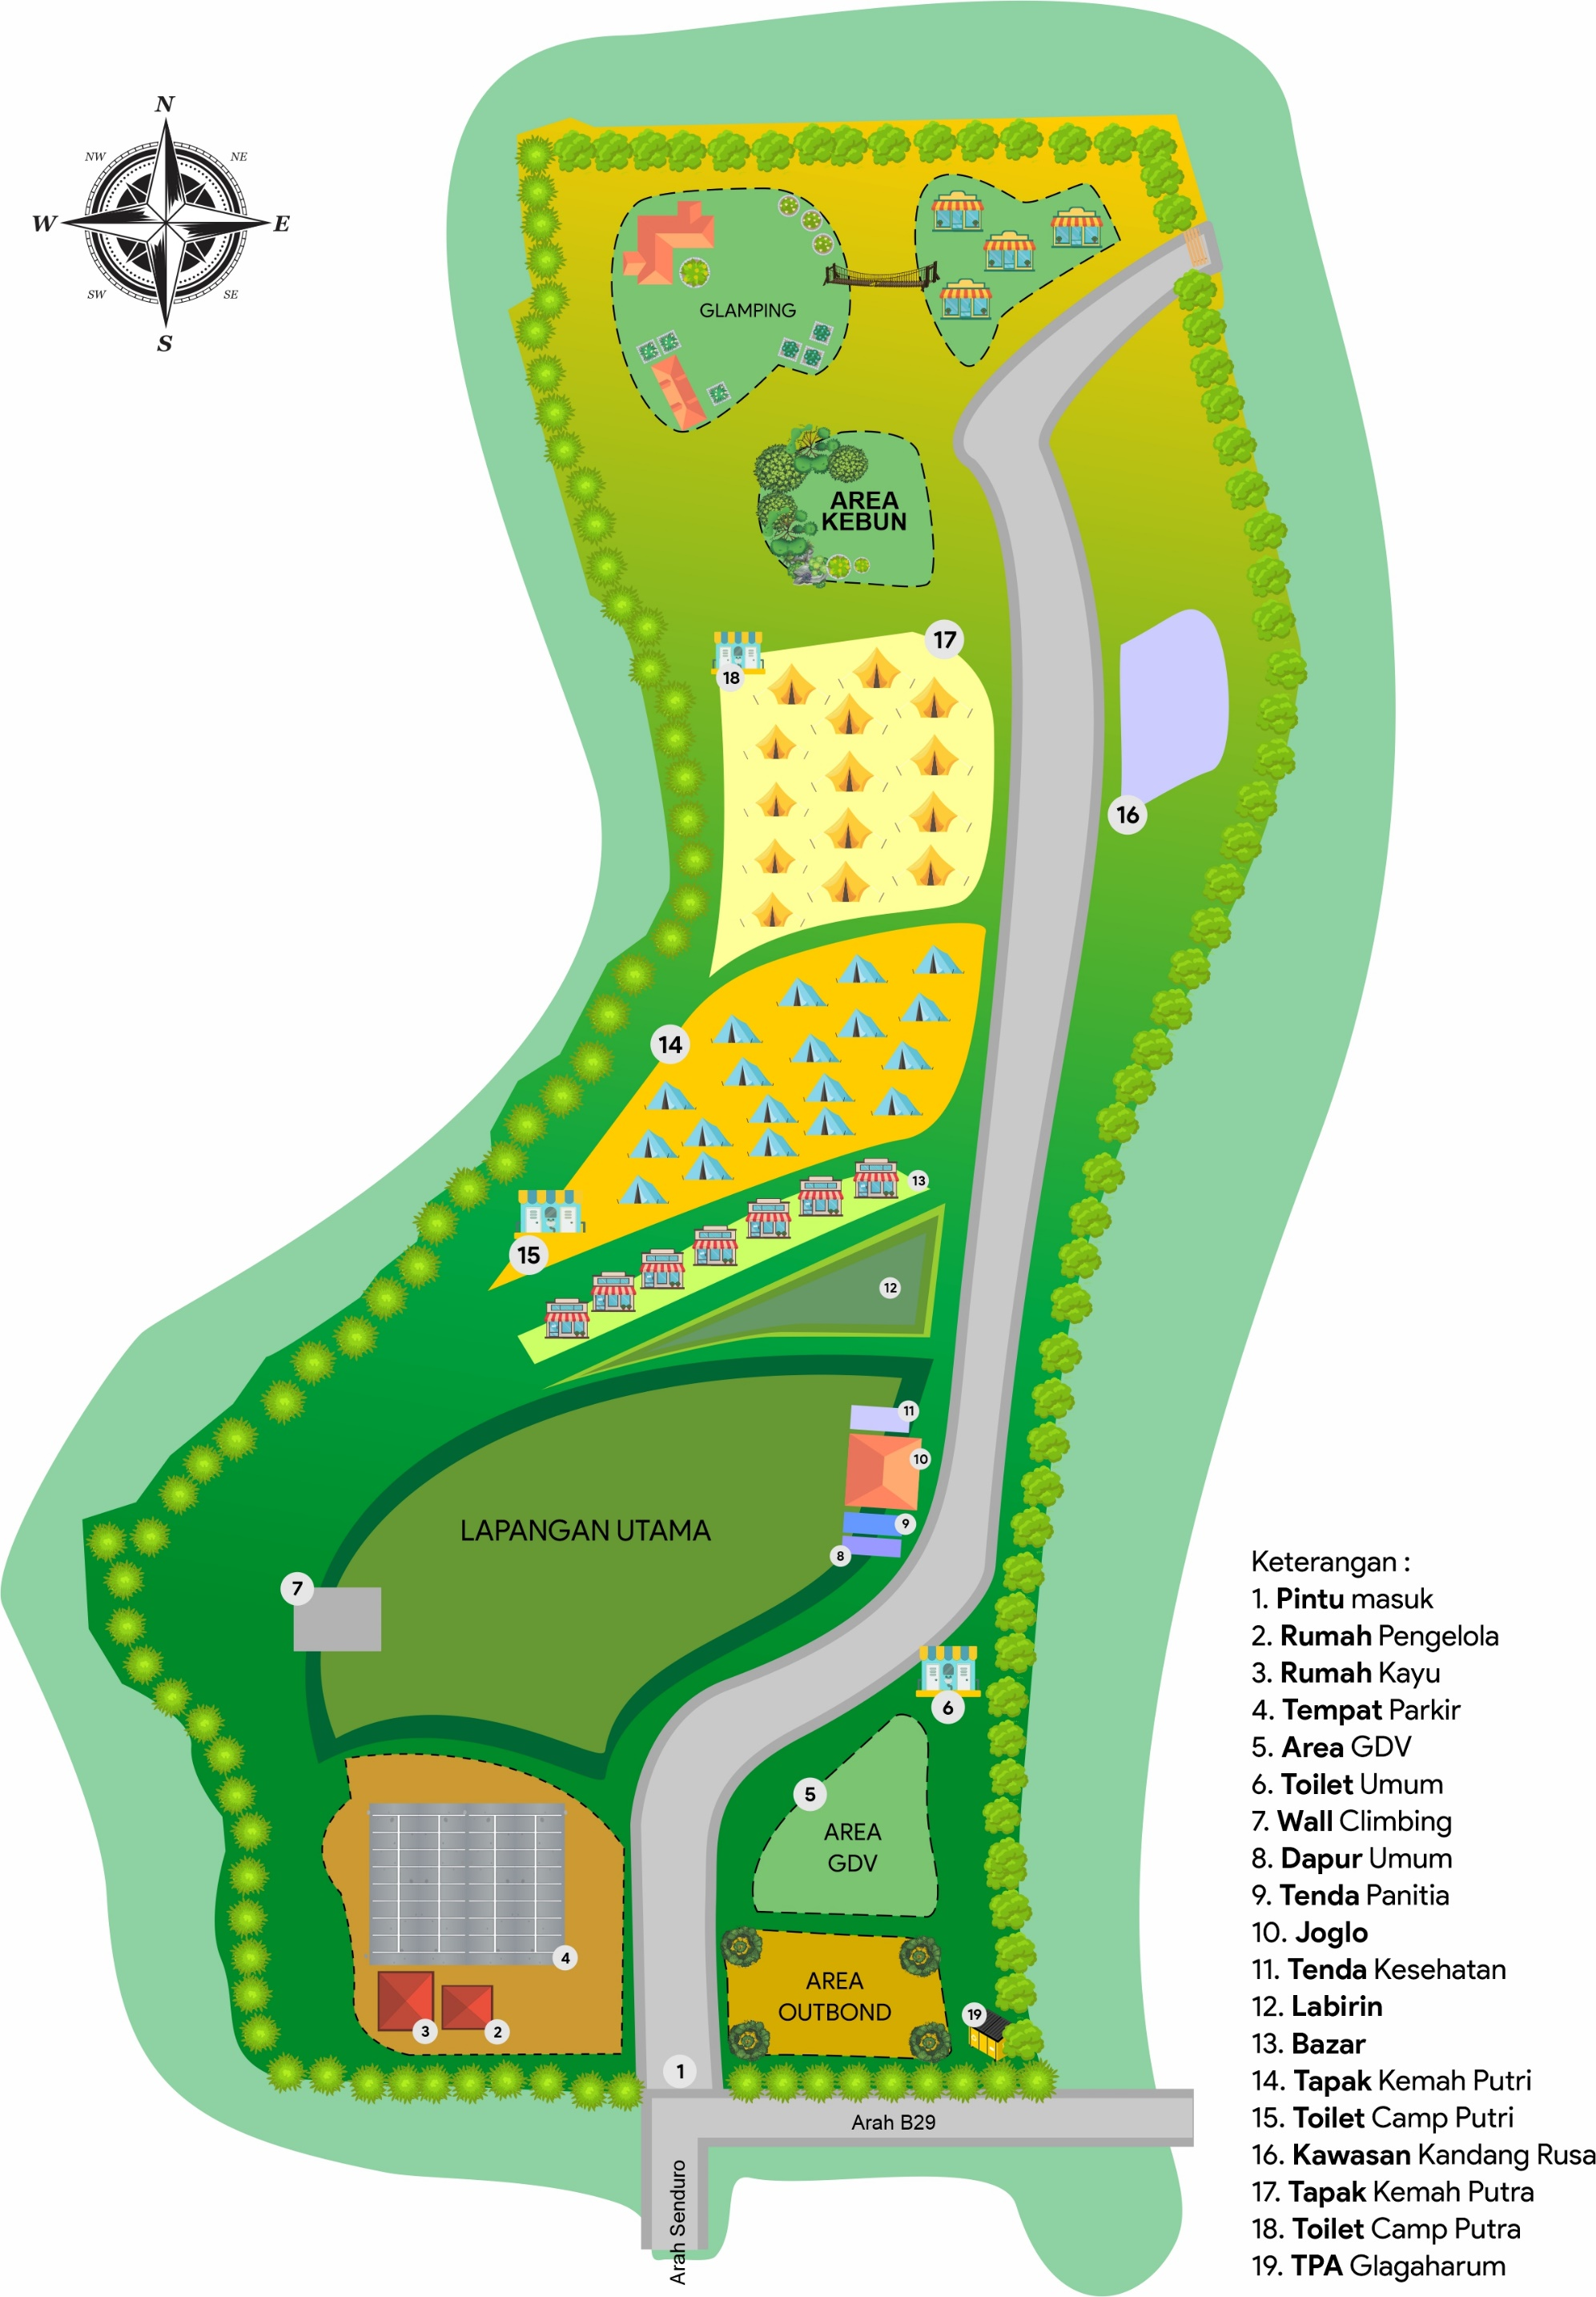 N
NW
NE
W
E
SW
SE
S
GLAMPING
AREA
KEBUN
17
18
16
14
13
15
12
11
10
LAPANGAN UTAMA
9
8
7
6
5
AREA
GDV
4
AREA
OUTBOND
19
3
2
1
Arah B29
Arah Senduro
Keterangan :
1. Pintu masuk
2. Rumah Pengelola
3. Rumah Kayu
4. Tempat Parkir
5. Area GDV
6. Toilet Umum
7. Wall Climbing
8. Dapur Umum
9. Tenda Panitia
10. Joglo
11. Tenda Kesehatan
12. Labirin
13. Bazar
14. Tapak Kemah Putri
15. Toilet Camp Putri
16. Kawasan Kandang Rusa
17. Tapak Kemah Putra
18. Toilet Camp Putra
19. TPA Glagaharum